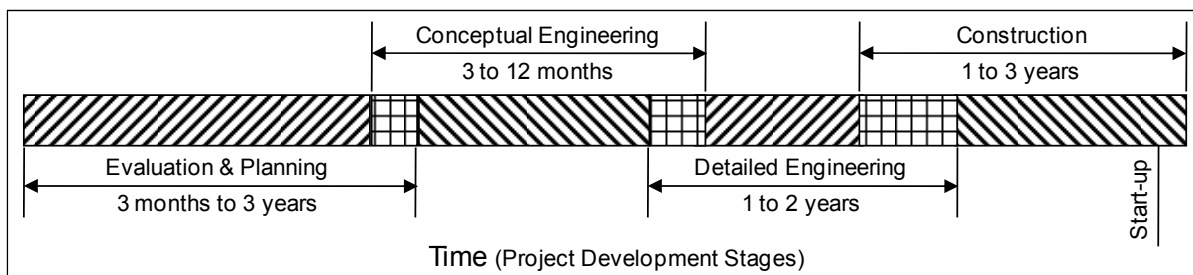 Conceptual Engineering
3 to 12 months
Construction
1 to 3 years
Evaluation & Planning
3 months to 3 years
Detailed Engineering
1 to 2 years
Start-up
Time (Project Development Stages)